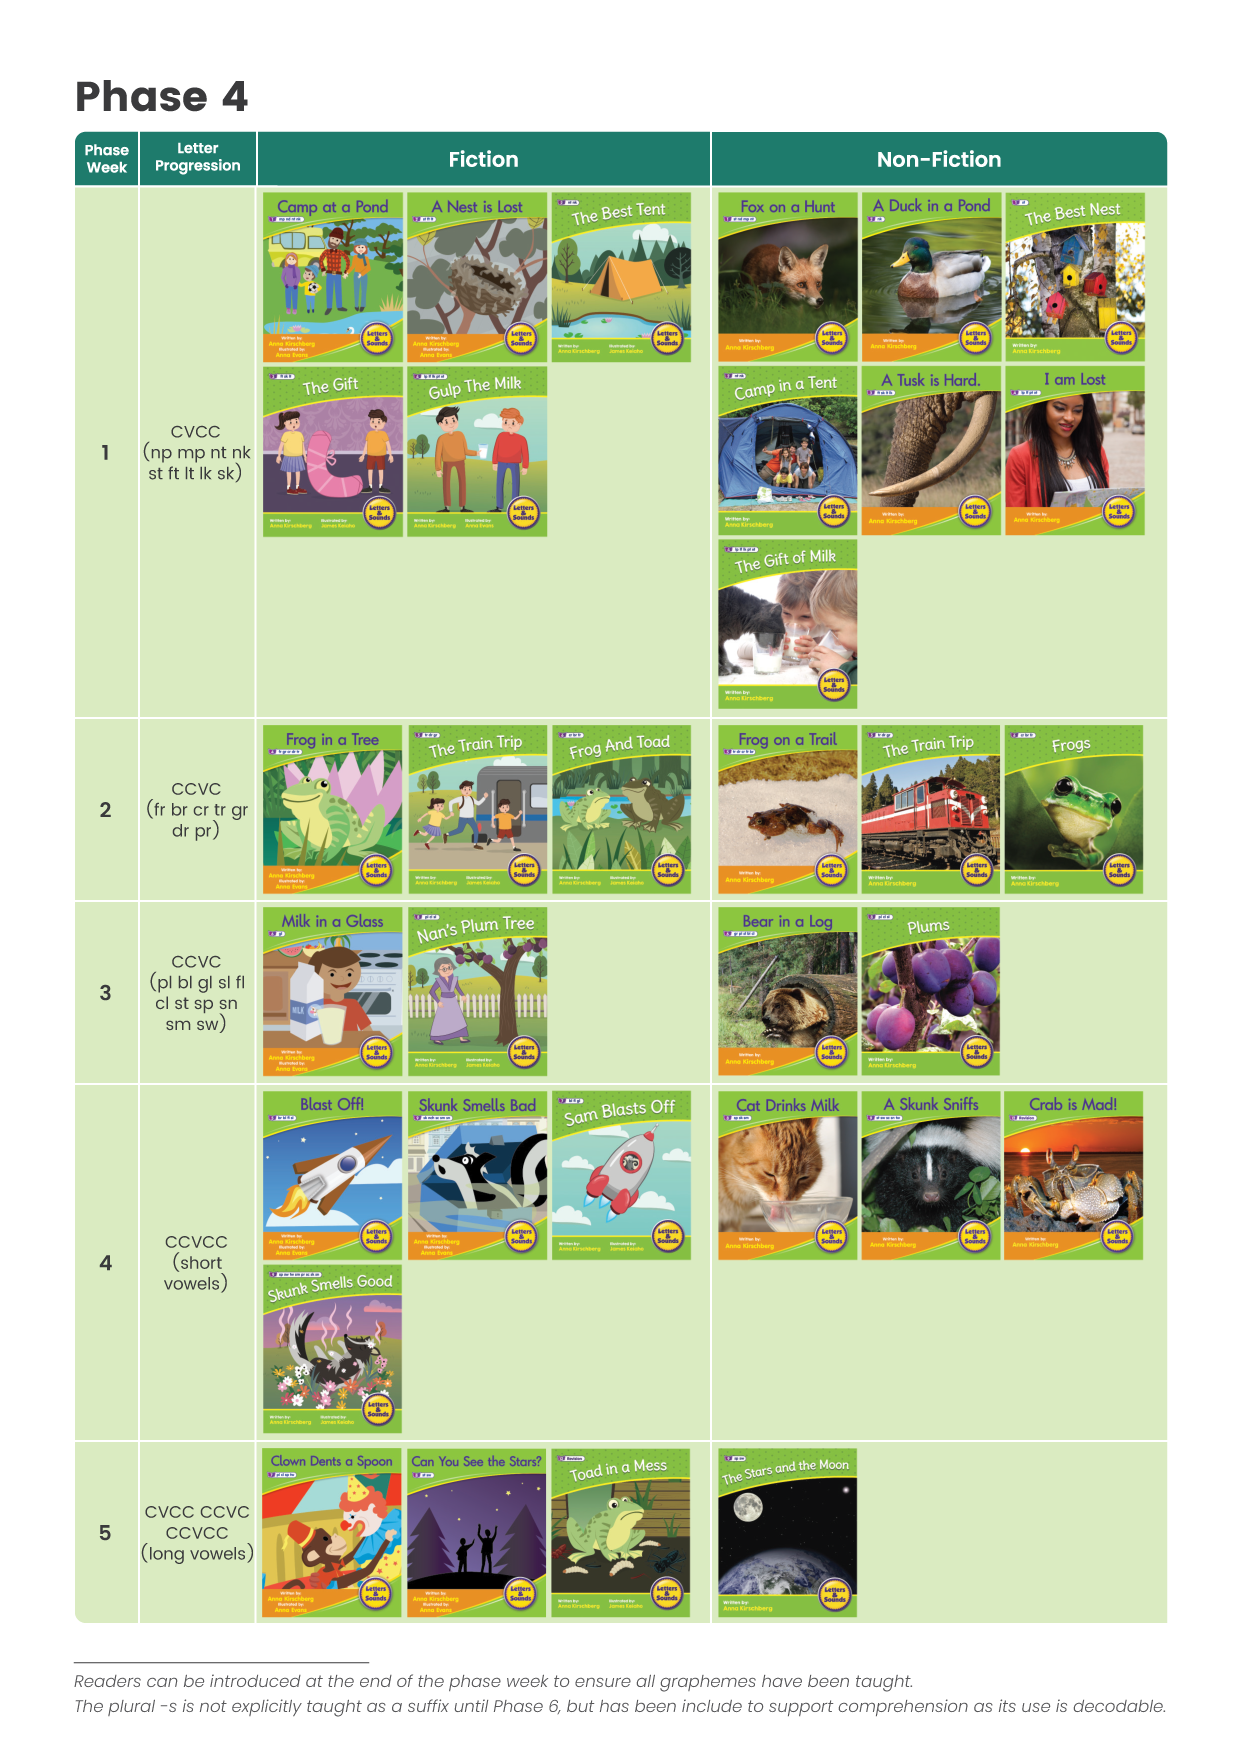 Phase 4
Phase
Week
Letter
Progression
Fiction
Non-Fiction
1
CVCC
(np mp nt nk
st ft lt lk sk)
Camp at a Pond
A Nest is Lost
The Best Tent
The Gift
Gulp The Milk
Fox on a Hunt
A Duck in a Pond
The Best Nest
Camp in a Tent
A Tusk is Hard.
I am Lost
The Gift of Milk
2
CCVC
(fr br cr tr gr
dr pr)
Frog in a Tree
The Train Trip
Frog And Toad
Frog on a Trail
The Train Trip
Frogs
3
CCVC
(pl bl gl sl fl
cl st sp sn
sm sw)
Milk in a Glass
Nan's Plum Tree
Bear in a Log
Plums
4
CCVCC
(short
vowels)
Blast Off!
Skunk Smells Bad
Sam Blasts Off
Skunk Smells Good
Cat Drinks Milk
A Skunk Sniffs
Crab is Mad!
5
CVCC CCVC
CCVCC
(long vowels)
Clown Dents a Spoon
Can You See the Stars?
Toad in a Mess
The Stars and the Moon
Readers can be introduced at the end of the phase week to ensure all graphemes have been taught.
The plural -s is not explicitly taught as a suffix until Phase 6, but has been include to support comprehension as its use is decodable.